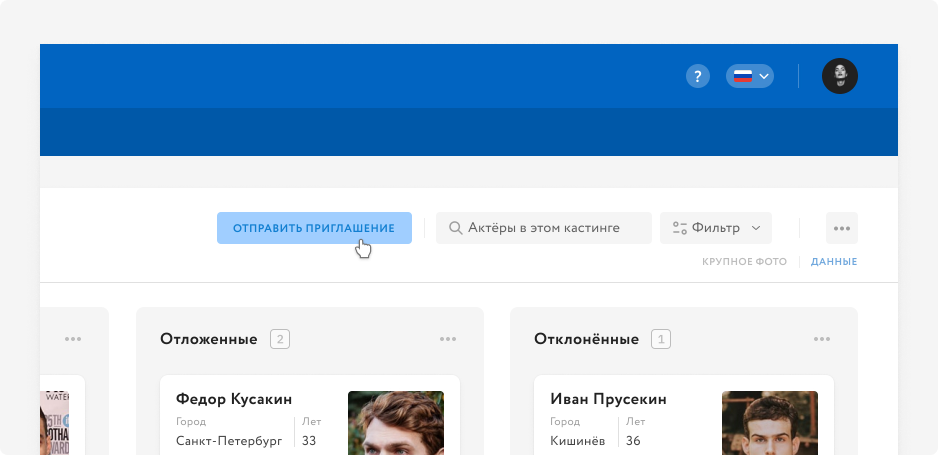 ?
ОТПРАВИТЬ ПРИГЛАШЕНИЕ
Актёры в этом кастинге
Фильтр
КРУПНОЕ ФОТО
ДАННЫЕ
Отложенные 2
Отклонённые 1
WATER
Федор Кусакин
Город Лет
Санкт-Петербург 33
Иван Прусекин
Город Лет
Кишинёв 36